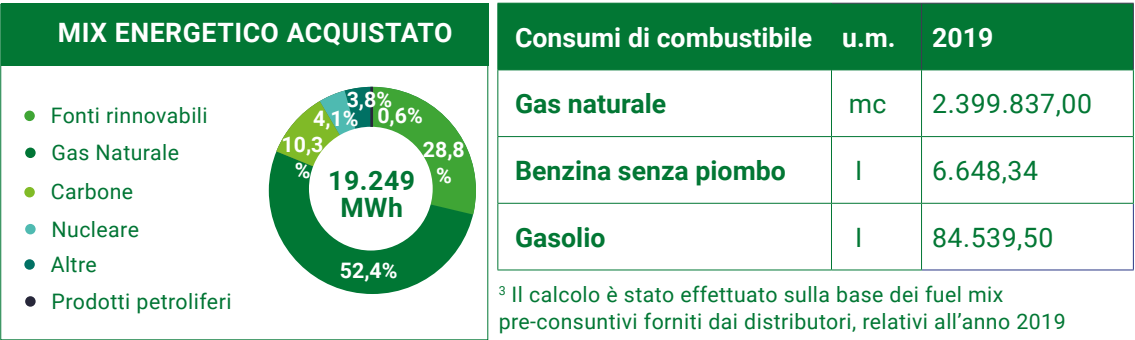 MIX ENERGETICO ACQUISTATO
Fonti rinnovabili
Gas Naturale
Carbone
Nucleare
Altre
Prodotti petroliferi
3,8%
0,6%
4,1%
10,3
%
28,8
%
19.249
MWh
52,4%
Consumi di combustibile u.m. 2019
Gas naturale mc 2.399.837,00
Benzina senza piombo l 6.648,34
Gasolio l 84.539,50
³ Il calcolo è stato effettuato sulla base dei fuel mix
pre-consuntivi forniti dai distributori, relativi all’anno 2019